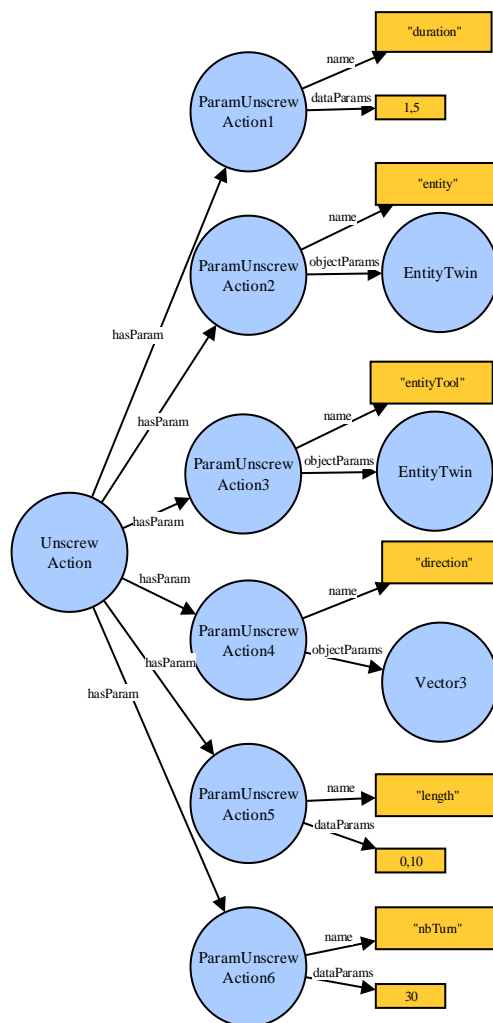 "duration"
name
ParamUnscrew
Action1
dataParams
1,5
"entity"
name
ParamUnscrew
Action2
objectParams
EntityTwin
hasParam
"entityTool"
name
hasParam
ParamUnscrew
Action3
objectParams
EntityTwin
hasParam
Unscrew
Action
"direction"
hasParam
name
ParamUnscrew
Action4
objectParams
hasParam
Vector3
hasParam
ParamUnscrew
Action5
name
"length"
dataParams
0,10
"nbTurn"
name
ParamUnscrew
Action6
dataParams
30